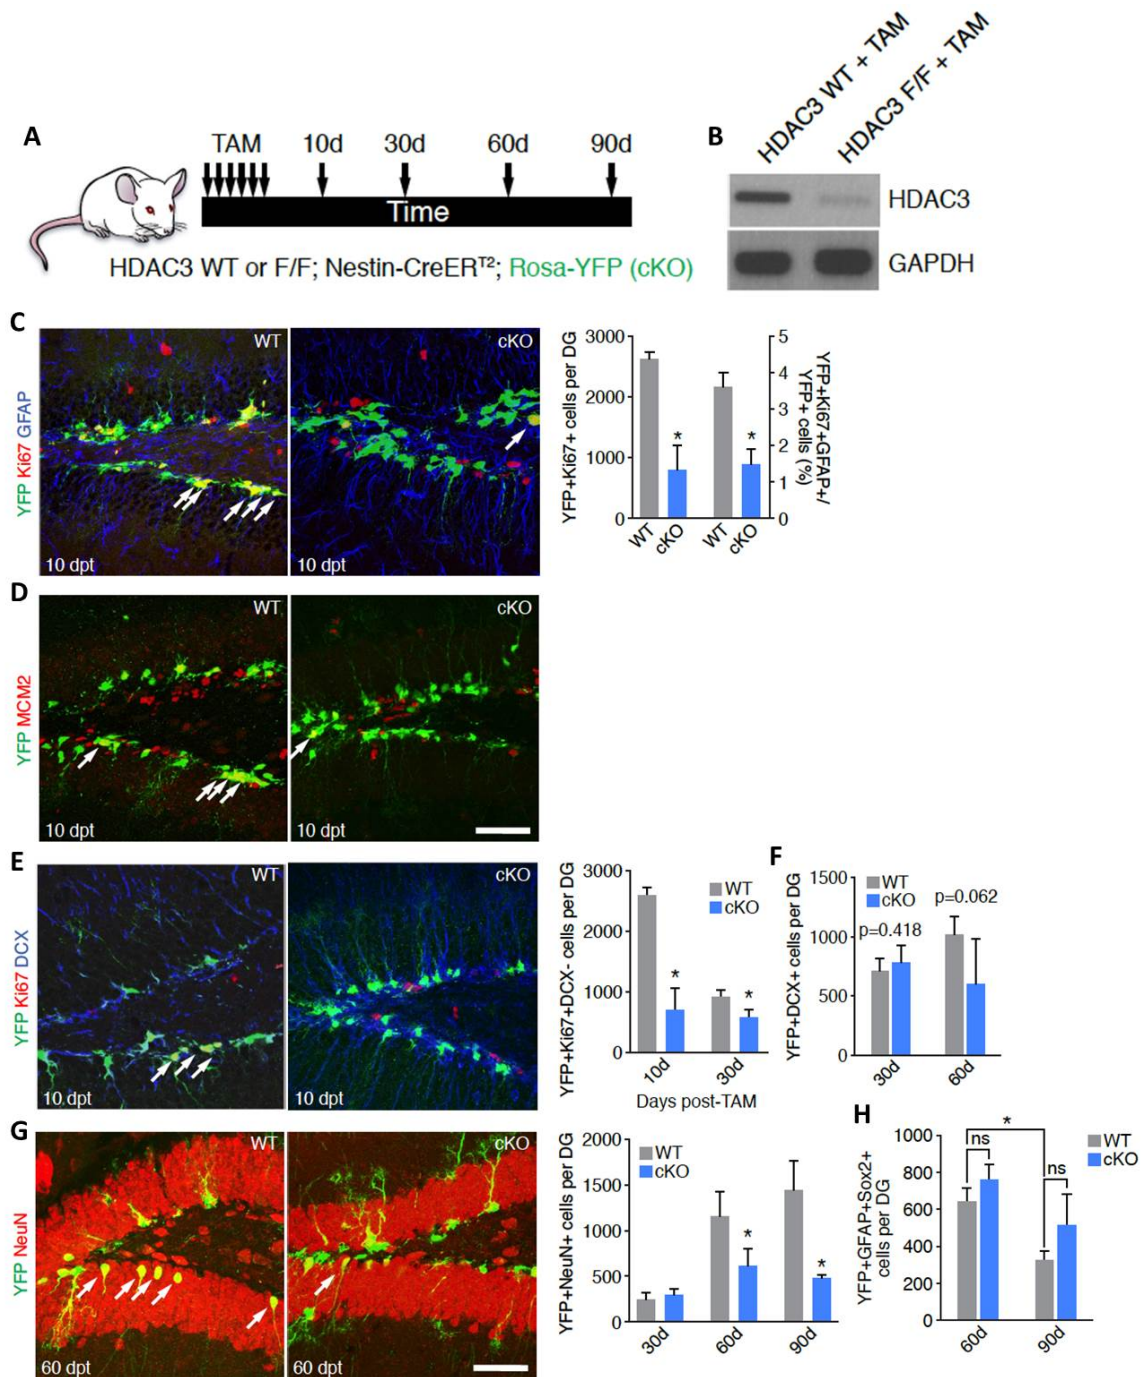 A
TAM 10d 30d 60d 90d
Time
HDAC3 WT or F/F; Nestin-CreERT2; Rosa-YFP (cKO)
B
HDAC3 WT + TAM
HDAC3 F/F + TAM
HDAC3
GAPDH
C
YFP Ki67 GFAP
WT
10 dpt
cKO
YFP+Ki67+ cells per DG
3000
2000
1000
0
*
*
WT
cKO
WT
cKO
5
4
3
2
1
0
YFP+Ki67+GFAP+/
YFP+ cells (%)
D
YFP MCM2
WT
10 dpt
cKO
10 dpt
E
YFP Ki67 DCX
WT
10 dpt
cKO
YFP+Ki67+DCX- cells per DG
3000
2000
1000
0
WT
cKO
*
*
10d
30d
Days post-TAM
F
YFP+DCX+ cells per DG
1500
1000
500
0
WT
cKO
p=0.418
p=0.062
30d
60d
G
YFP NeuN
WT
60 dpt
cKO
60 dpt
YFP+NeuN+ cells per DG
2000
1500
1000
500
0
WT
cKO
*
*
30d
60d
90d
H
YFP+GFAP+Sox2+
cells per DG
1000
800
600
400
200
0
*
ns
ns
WT
cKO
60d
90d